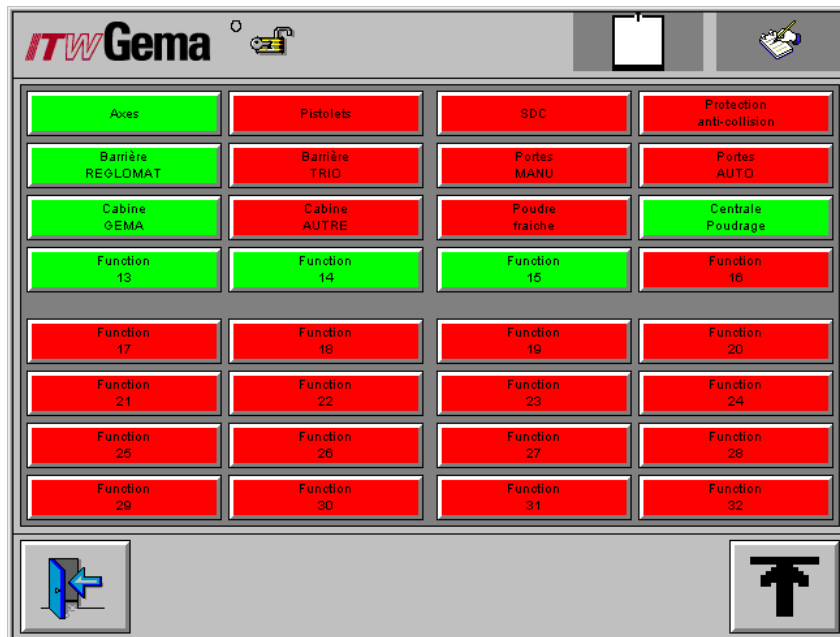 ITWGema
Axes
Pistolets
SDC
Protection
anti-collision
Barrière
REGLOMAT
Barrière
TRIO
Portes
MANU
Portes
AUTO
Cabine
GEMA
Cabine
AUTRE
Poudre
fraiche
Centrale
Poudrage
Function
13
Function
14
Function
15
Function
16
Function
17
Function
18
Function
19
Function
20
Function
21
Function
22
Function
23
Function
24
Function
25
Function
26
Function
27
Function
28
Function
29
Function
30
Function
31
Function
32